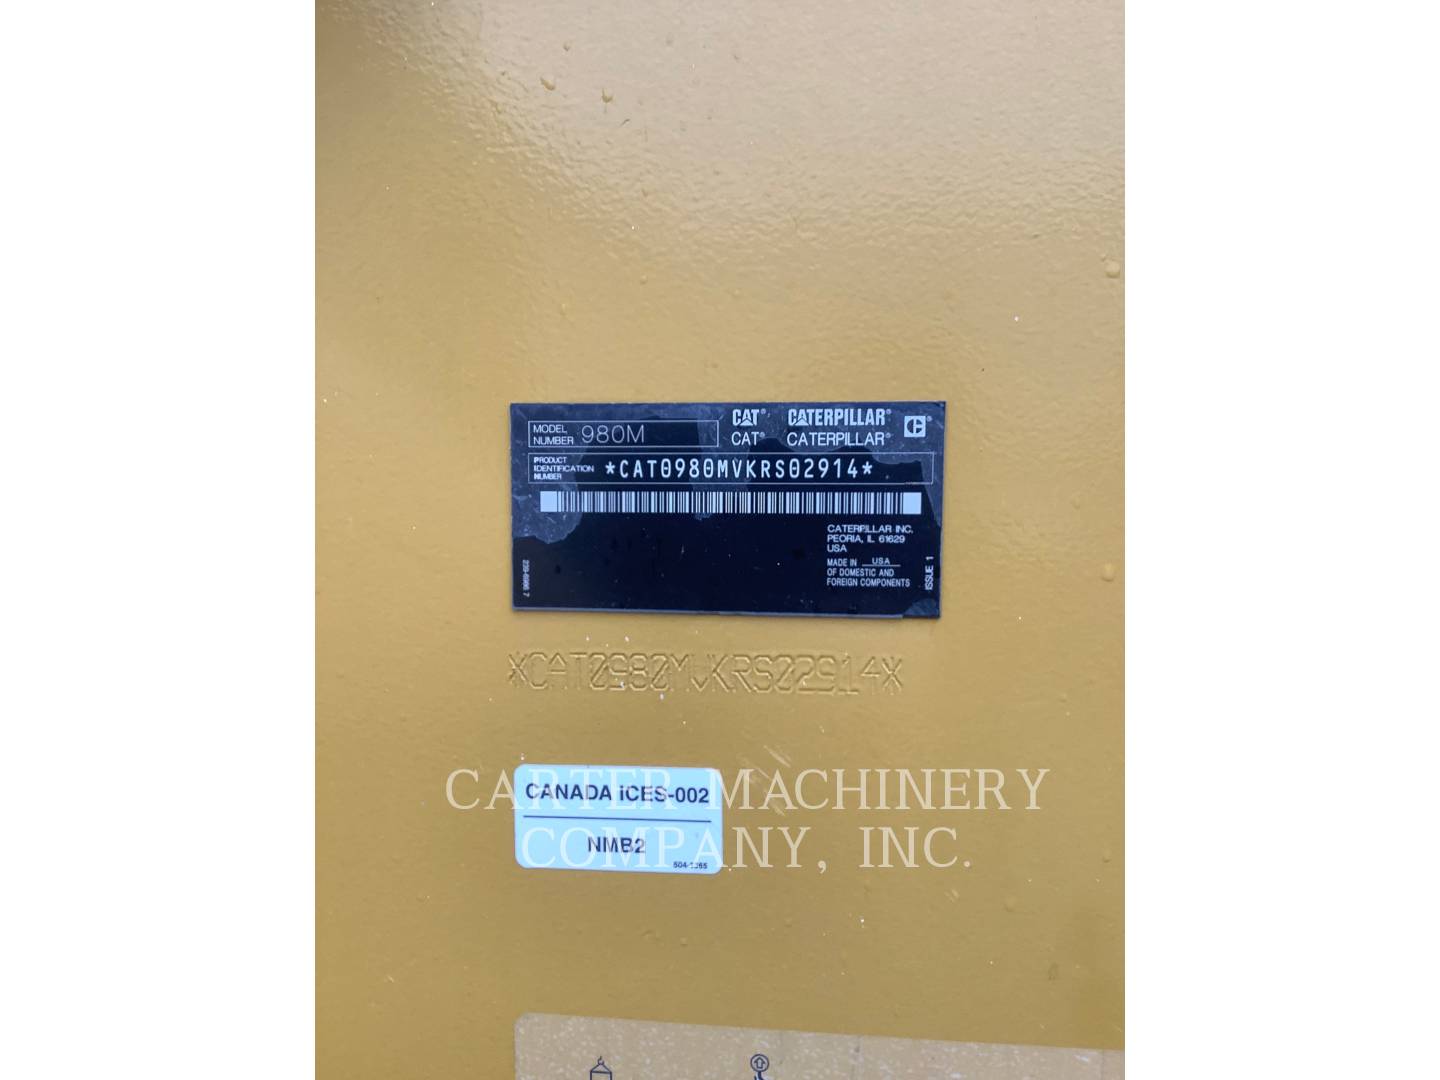 CAT® CATERPILLAR®
MODEL NUMBER 980M CAT® CATERPILLAR®
PRODUCT IDENTIFICATION NUMBER *CAT0980MVKRS02914*
CATERPILLAR INC.
PEORIA, IL 61629
USA
MADE IN USA
OF DOMESTIC AND
FOREIGN COMPONENTS
ISSUE 1
*CAT0980MVKRS02914*
CARTER MACHINERY
COMPANY, INC.
CANADA ICES-002
NMB2